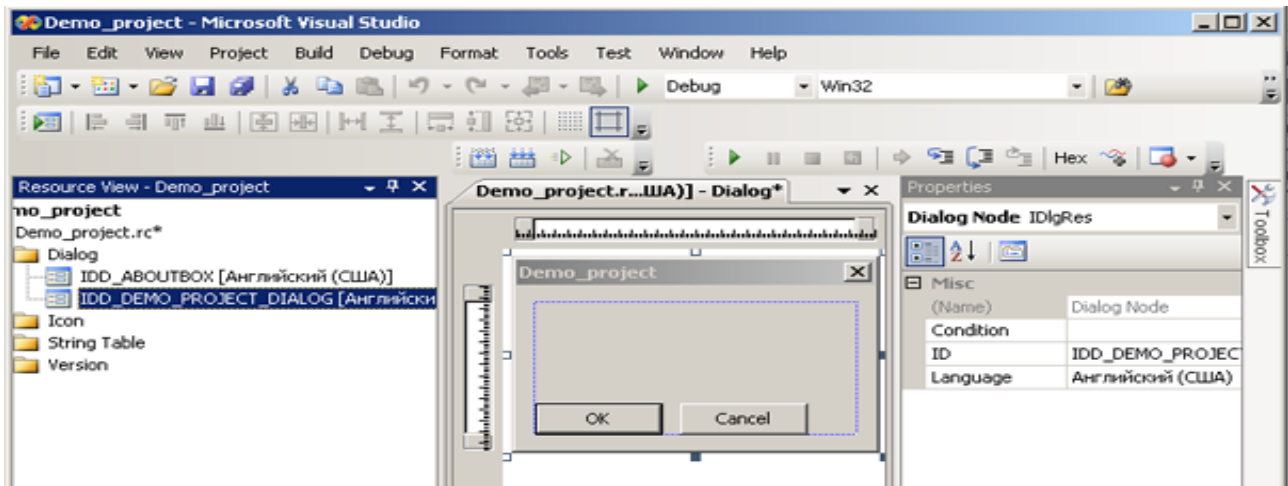 Demo_project - Microsoft Visual Studio
File Edit View Project Build Debug Format Tools Test Window Help
Debug Win32
Hex
Resource View - Demo_project
mo_project
Demo_project.rc*
Dialog
IDD_ABOUTBOX [Английский (США)]
IDD_DEMO_PROJECT_DIALOG [Английски
Icon
String Table
Version
Demo_project.r...ША)] - Dialog*
Demo_project
OK Cancel
Properties
Dialog Node IDlgRes
Misc
(Name) Dialog Node
Condition
ID IDD_DEMO_PROJEC
Language Английский (США)
Toolbox